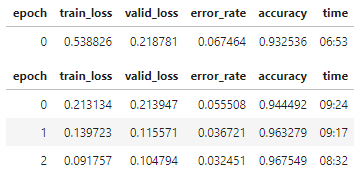 epoch train_loss valid_loss error_rate accuracy time
0 0.538826 0.218781 0.067464 0.932536 06:53
epoch train_loss valid_loss error_rate accuracy time
0 0.213134 0.213947 0.055508 0.944492 09:24
1 0.139723 0.115571 0.036721 0.963279 09:17
2 0.091757 0.104794 0.032451 0.967549 08:32